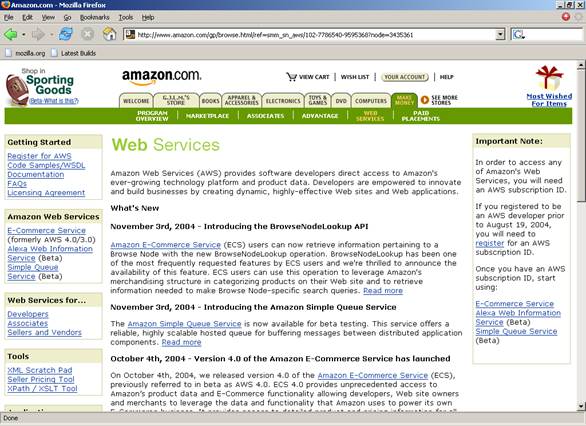 Amazon.com - Mozilla Firefox
File Edit View Go Bookmarks Tools Help
http://www.amazon.com/gp/browse.html/ref=smm_sn_aws/102-7786540-9595368?node=3435361
mozilla.org Latest Builds
Shop in
Sporting
Goods
(Beta-What is this?)
amazon.com.
VIEW CART | WISH LIST | YOUR ACCOUNT | HELP
WELCOME
STORE
BOOKS
APPAREL & ACCESSORIES
ELECTRONICS
TOYS & GAMES
DVD
COMPUTERS
MAKE MONEY
SEE MORE STORES
Most Wished
For Items
PROGRAM OVERVIEW | MARKETPLACE | ASSOCIATES | ADVANTAGE | WEB SERVICES | PAID PLACEMENTS
Getting Started
Register for AWS
Code Samples/WSDL
Documentation
FAQs
Licensing Agreement
Amazon Web Services
E-Commerce Service
(formerly AWS 4.0/3.0)
Alexa Web Information
Service (Beta)
Simple Queue
Service (Beta)
Web Services for...
Developers
Associates
Sellers and Vendors
Tools
XML Scratch Pad
Seller Pricing Tool
XPath / XSLT Tool
Web Services
Amazon Web Services (AWS) provides software developers direct access to Amazon's
ever-growing technology platform and product data. Developers are empowered to innovate
and build businesses by creating dynamic, highly-effective Web sites and Web applications.
What's New
November 3rd, 2004 - Introducing the BrowseNodeLookup API
Amazon E-Commerce Service (ECS) users can now retrieve information pertaining to a
Browse Node with the new BrowseNodeLookup operation. BrowseNodeLookup has been
one of the most frequently requested features by ECS users and we're thrilled to announce the
availability of this feature. ECS users can use this operation to leverage Amazon's
merchandising structure in categorizing products on their Web site and to retrieve
information needed to make Browse Node-specific search queries. Read more
November 3rd, 2004 - Introducing the Amazon Simple Queue Service
The Amazon Simple Queue Service is now available for beta testing. This service offers a
reliable, highly scalable hosted queue for buffering messages between distributed application
components. Read more
October 4th, 2004 - Version 4.0 of the Amazon E-Commerce Service has launched
On October 4th, 2004, we released version 4.0 of the Amazon E-Commerce Service (ECS),
previously referred to in beta as AWS 4.0. ECS 4.0 provides unprecedented access to
Amazon's product data and E-Commerce functionality allowing developers, Web site owners
and merchants to leverage the data and functionality that Amazon uses to power its own
Important Note:
In order to access any
of Amazon's Web
Services, you will need
an AWS subscription ID.
If you registered to be
an AWS developer prior
to August 19, 2004,
you will need to
register for an AWS
subscription ID.
Once you have an AWS
subscription ID, start
using:
E-Commerce Service
Alexa Web Information
Service (Beta)
Simple Queue Service
(Beta)
Done